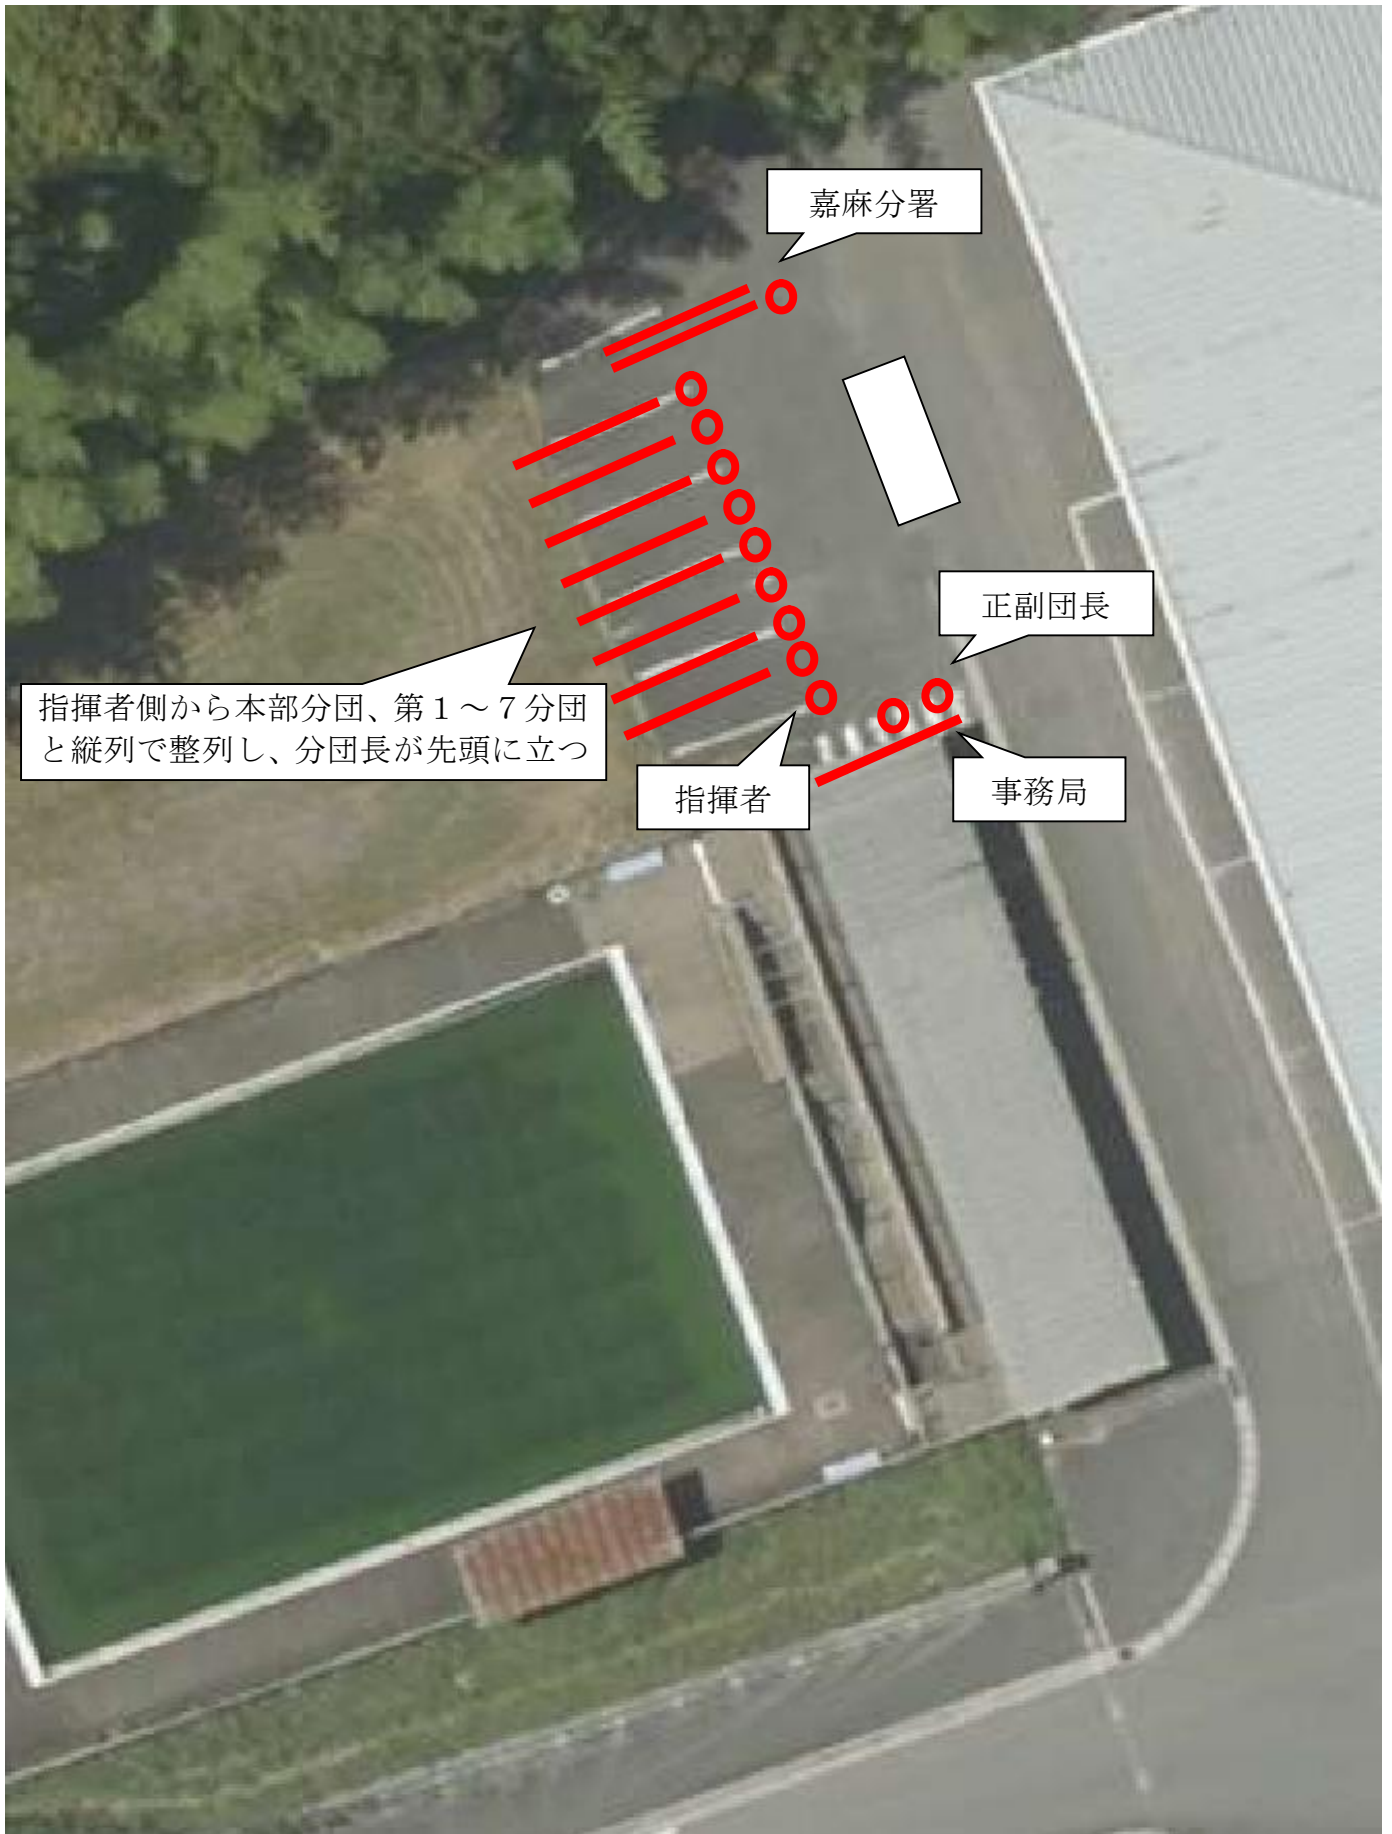 嘉麻分署
正副団長
指揮者側から本部分団、第１～７分団
と縦列で整列し、分団長が先頭に立つ
指揮者
事務局